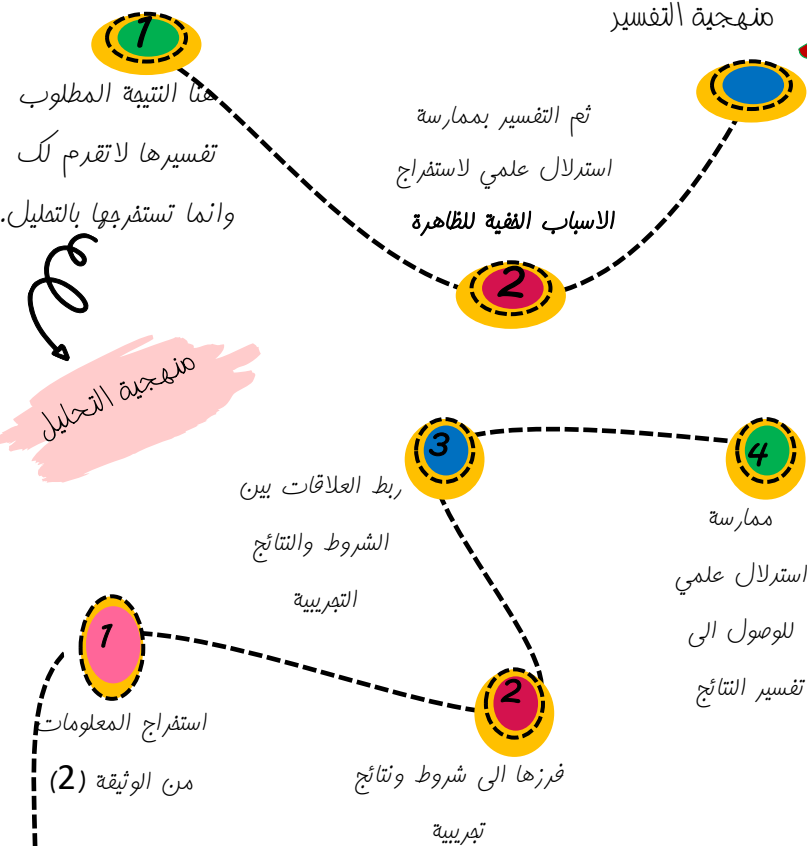 منهجية التفسير
1
هنا النتيجة المطلوب
تفسيرها لاتقدم لك
وانما تستخرجها بالتحليل.
ثم التفسير بممارسة
استدلال علمي لاستخراج
الاسباب الخفية للظاهرة
2
منهجية التحليل
3
ربط العلاقات بين
الشروط والنتائج
التجريبية
4
ممارسة
استدلال علمي
للوصول الى
تفسير النتائج
1
استخراج المعلومات
من الوثيقة (2)
2
فرزها الى شروط ونتائج
تجريبية